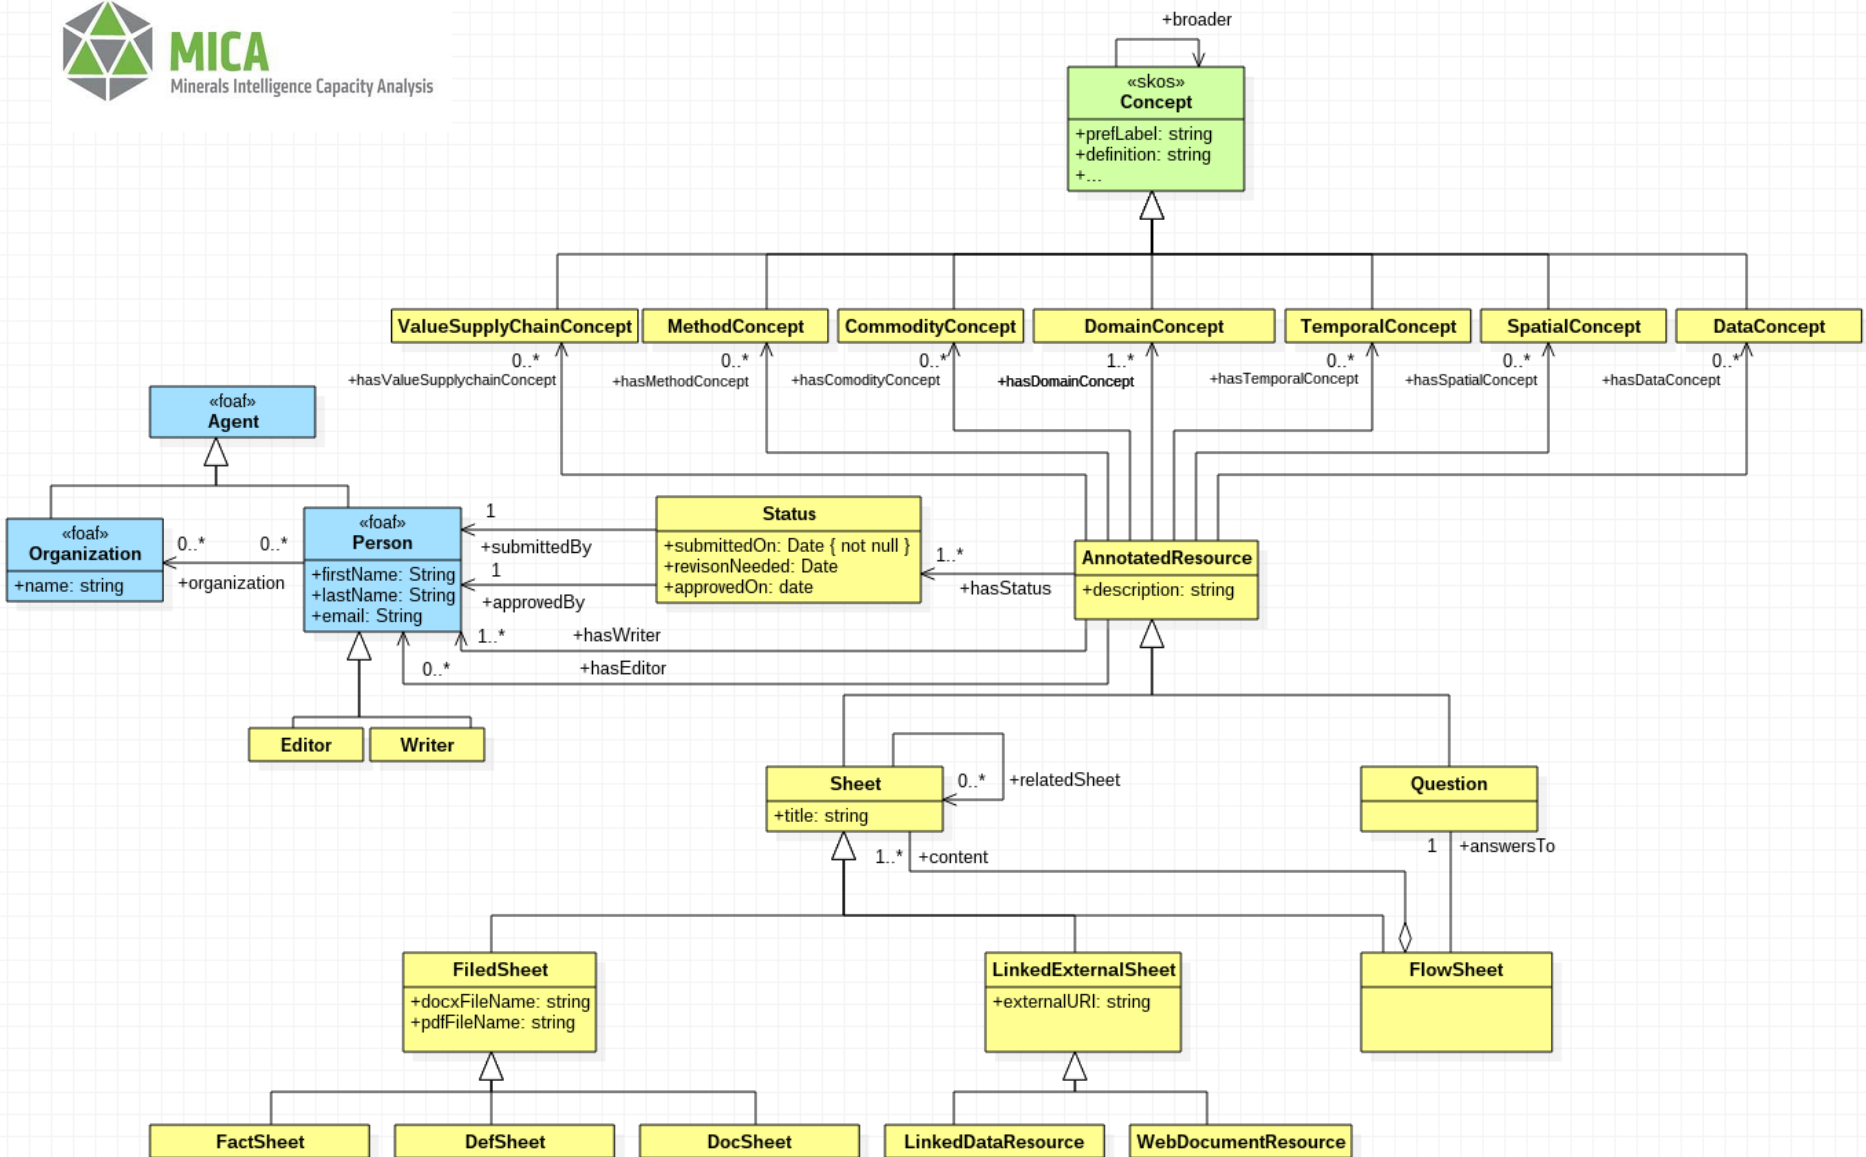 MICA
Minerals Intelligence Capacity Analysis
+broader
«skos»
Concept
+prefLabel: string
+definition: string
+...
ValueSupplyChainConcept
MethodConcept
CommodityConcept
DomainConcept
TemporalConcept
SpatialConcept
DataConcept
0..*
0..*
0..*
1..*
0..*
0..*
0..*
+hasValueSupplychainConcept
+hasMethodConcept
+hasComodityConcept
+hasDomainConcept
+hasTemporalConcept
+hasSpatialConcept
+hasDataConcept
«foaf»
Agent
«foaf»
Organization
+name: string
0..*
0..*
+organization
«foaf»
Person
+firstName: String
+lastName: String
+email: String
1
+submittedBy
1
+approvedBy
1..*
+hasWriter
0..*
+hasEditor
Status
+submittedOn: Date { not null }
+revisonNeeded: Date
+approvedOn: date
1..*
+hasStatus
AnnotatedResource
+description: string
Editor
Writer
Sheet
+title: string
0..*
+relatedSheet
Question
1..*
+content
1
+answersTo
FiledSheet
+docxFileName: string
+pdfFileName: string
LinkedExternalSheet
+externalURI: string
FlowSheet
FactSheet
DefSheet
DocSheet
LinkedDataResource
WebDocumentResource